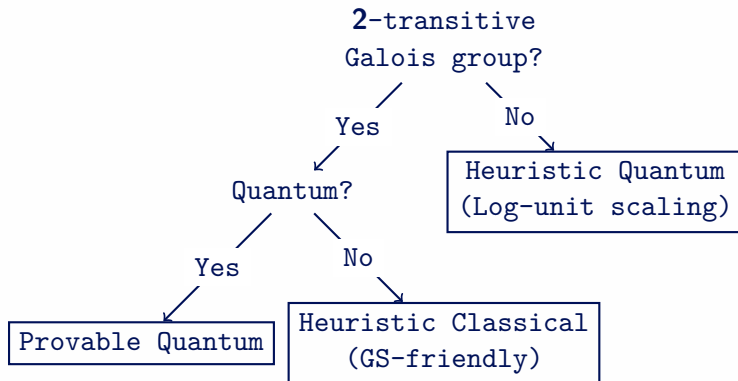 2-transitive
Galois group?
Yes
No
Quantum?
Heuristic Quantum
(Log-unit scaling)
Yes
No
Provable Quantum
Heuristic Classical
(GS-friendly)